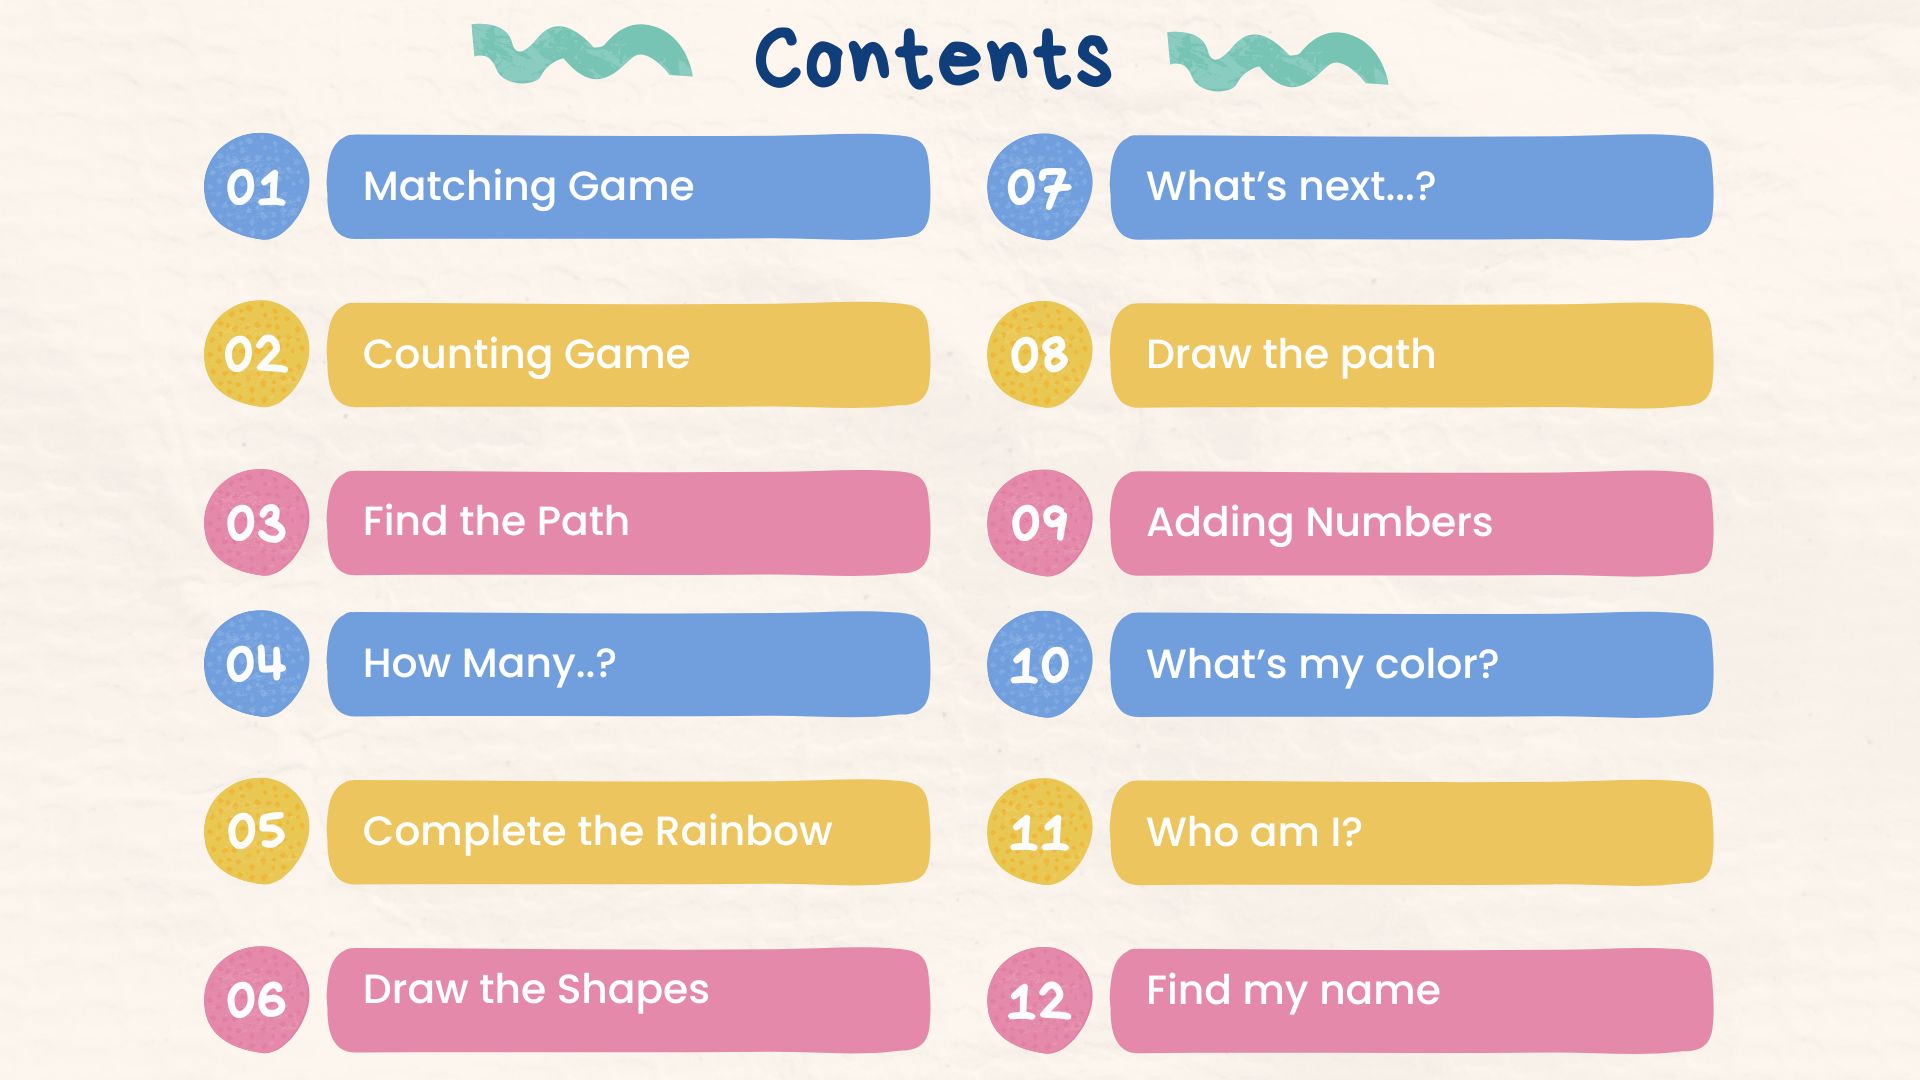 Contents
01 Matching Game
02 Counting Game
03 Find the Path
04 How Many..?
05 Complete the Rainbow
06 Draw the Shapes
07 What’s next...?
08 Draw the path
09 Adding Numbers
10 What’s my color?
11 Who am I?
12 Find my name